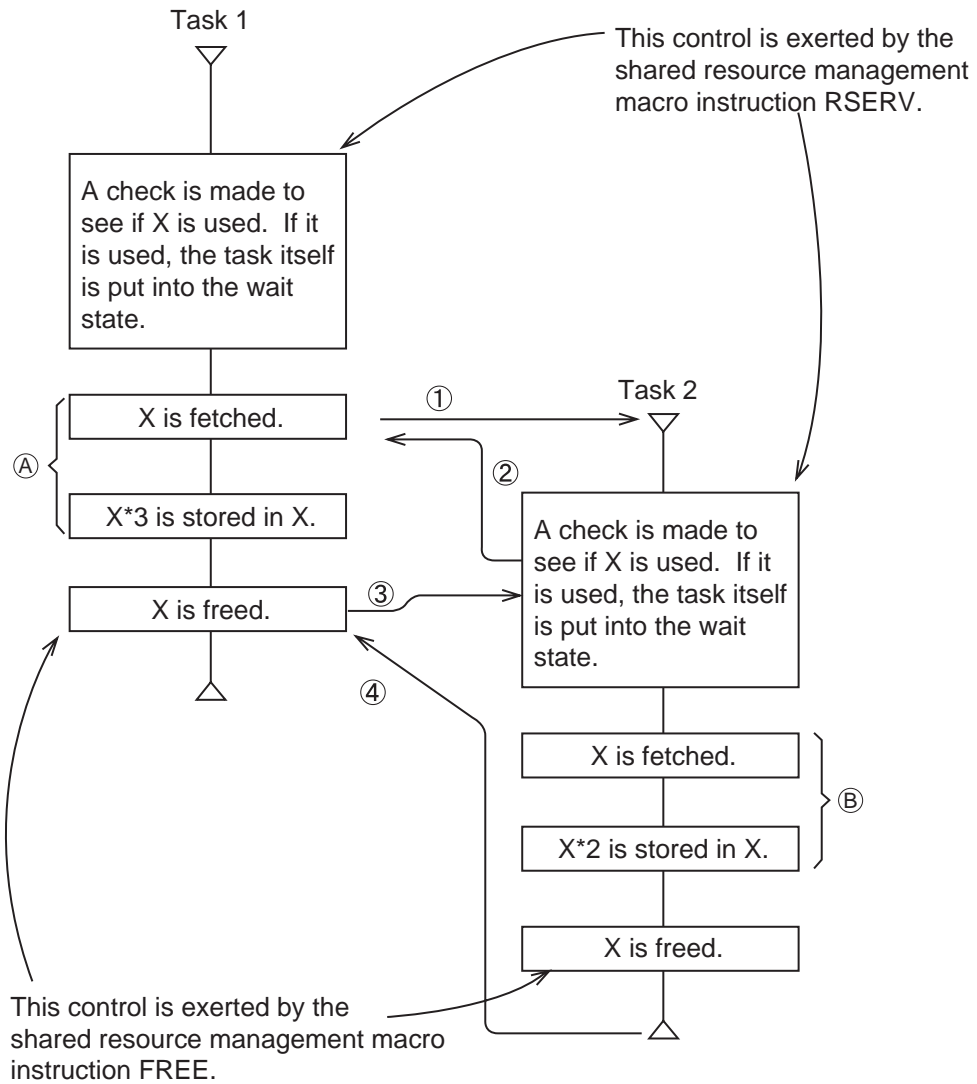 Task 1
This control is exerted by the
shared resource management
macro instruction RSERV.
A check is made to
see if X is used.  If it
is used, the task itself
is put into the wait
state.
X is fetched.
①
Task 2
Ⓐ
②
X*3 is stored in X.
A check is made to
see if X is used.  If it
is used, the task itself
is put into the wait
state.
X is freed.
③
④
X is fetched.
Ⓑ
X*2 is stored in X.
X is freed.
This control is exerted by the
shared resource management macro
instruction FREE.